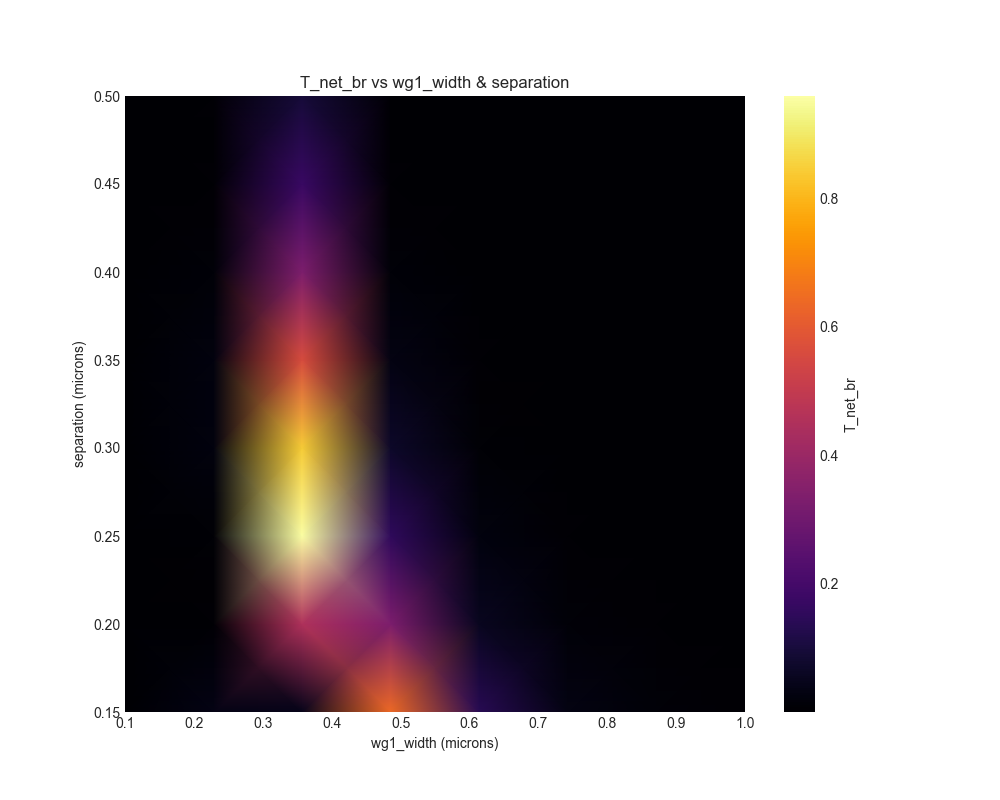 T_net_br vs wg1_width & separation
0.50
0.45
0.40
0.35
0.30
0.25
0.20
0.15
separation (microns)
0.1 0.2 0.3 0.4 0.5 0.6 0.7 0.8 0.9 1.0
wg1_width (microns)
0.8
0.6
0.4
0.2
T_net_br